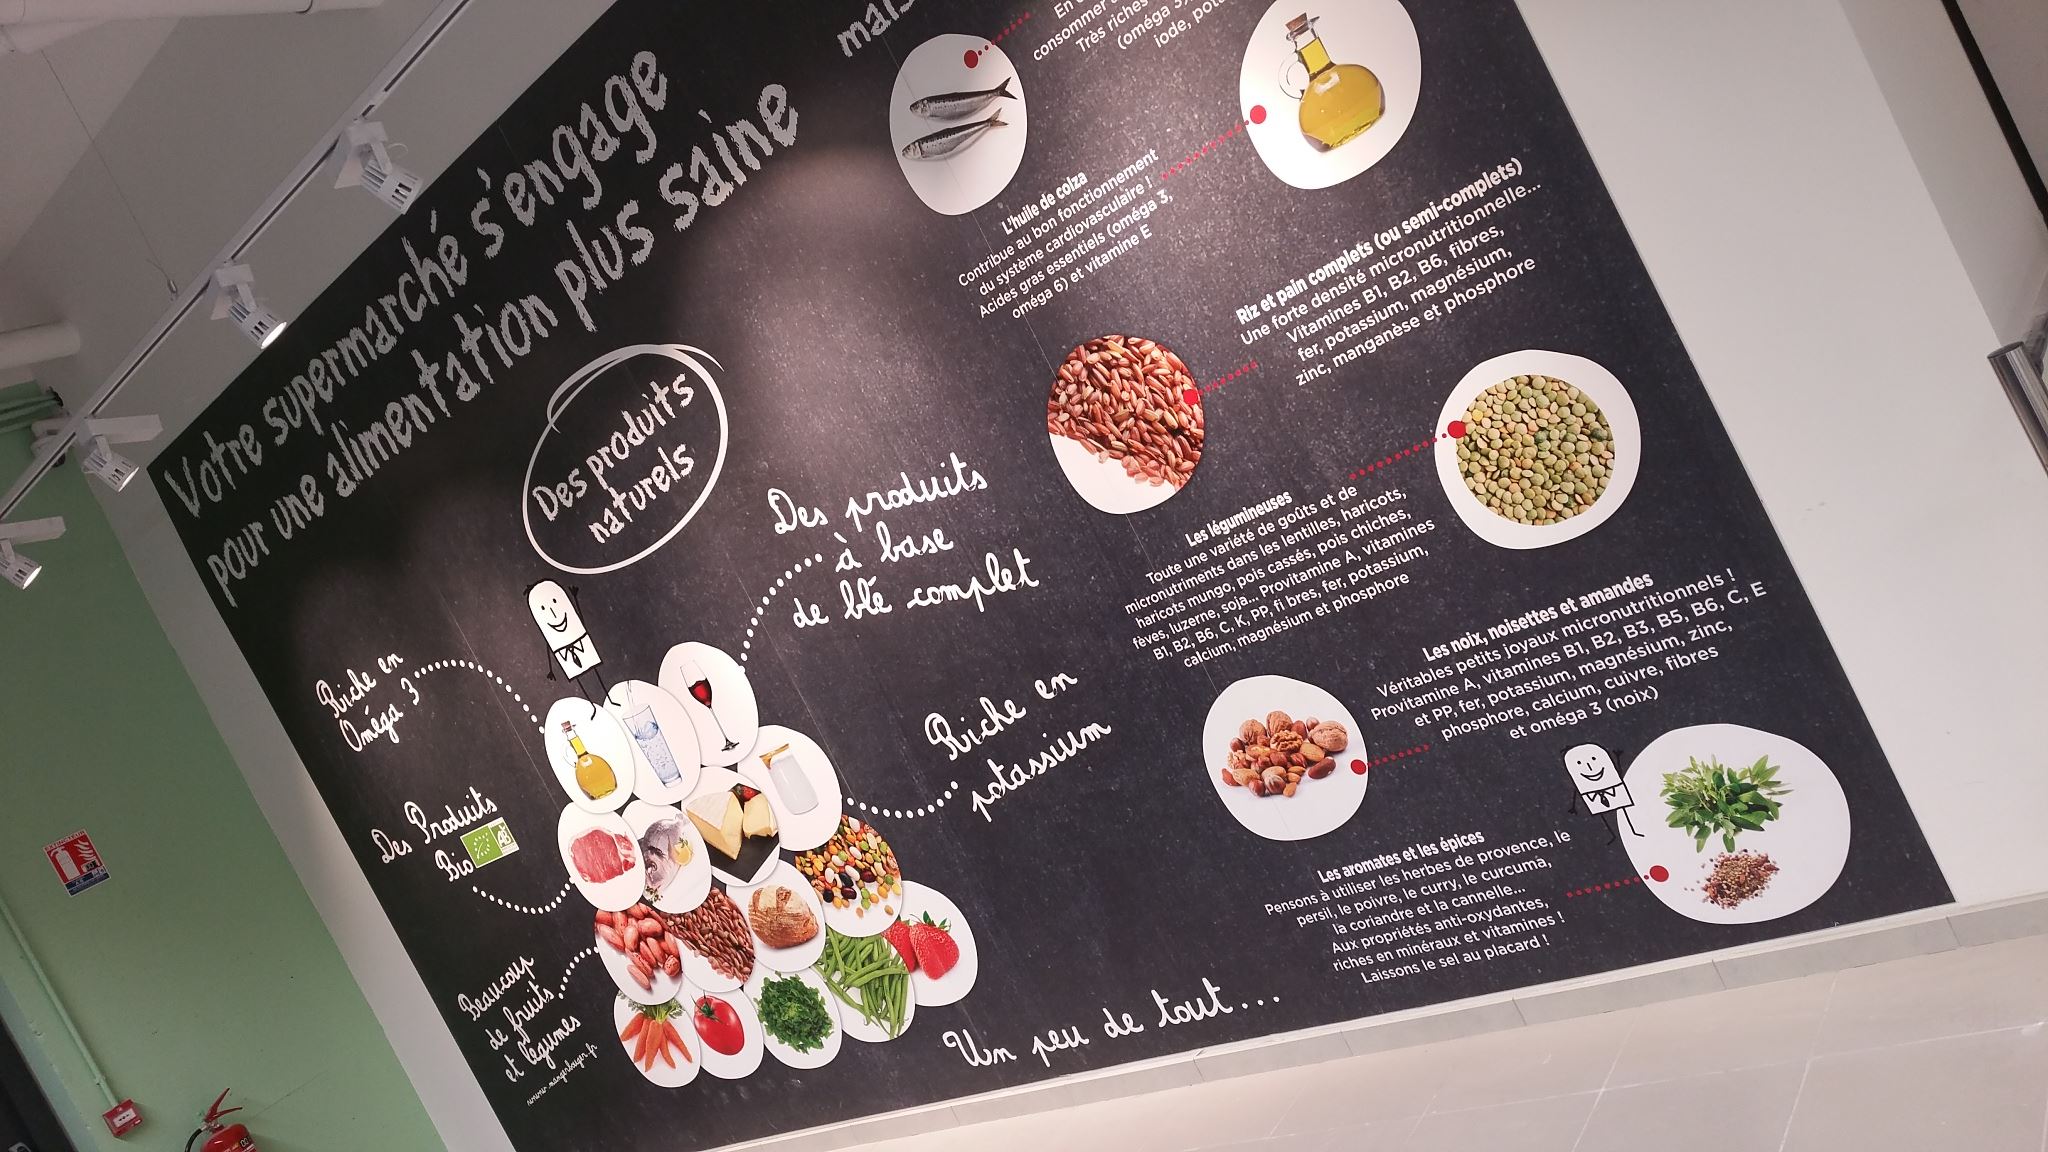 Votre supermarché s'engage
pour une alimentation plus saine
Des produits
naturels
Des produits
à base
de blé complet
Riche en
Oméga 3
Riche en
potassium
Des Produits
Bio
AB
Beaucoup
de fruits
et légumes
www.mangerbouger.fr
Un peu de tout...
mais
En
consommer
Très riches
(oméga 3)
iode, pota
L'huile de colza
Contribue au bon fonctionnement
du système cardiovasculaire !
Acides gras essentiels (oméga 3,
oméga 6) et vitamine E
Riz et pain complets (ou semi-complets)
Une forte densité micronutritionnelle...
Vitamines B1, B2, B6, fibres,
fer, potassium, magnésium,
zinc, manganèse et phosphore
Les légumineuses
Toute une variété de goûts et de
micronutriments dans les lentilles, haricots,
haricots mungo, pois cassés, pois chiches,
fèves, luzerne, soja... Provitamine A, vitamines
B1, B2, B6, C, K, PP, fi bres, fer, potassium,
calcium, magnésium et phosphore
Les noix, noisettes et amandes
Véritables petits joyaux micronutritionnels !
Provitamine A, vitamines B1, B2, B3, B5, B6, C, E
et PP, fer, potassium, magnésium, zinc,
phosphore, calcium, cuivre, fibres
et oméga 3 (noix)
Les aromates et les épices
Pensons à utiliser les herbes de provence, le
persil, le poivre, le curry, le curcuma,
la coriandre et la cannelle...
Aux propriétés anti-oxydantes,
riches en minéraux et vitamines !
Laissons le sel au placard !
EXTINCTEUR